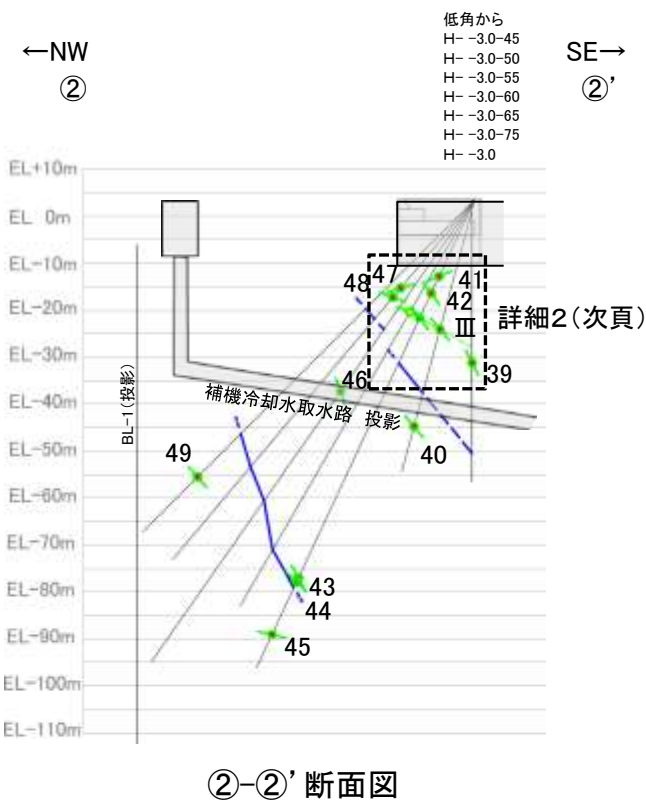 低角から
H- -3.0-45
H- -3.0-50
H- -3.0-55
H- -3.0-60
H- -3.0-65
H- -3.0-75
H- -3.0
←NW
②
SE→
②'
EL+10m
EL 0m
EL-10m
EL-20m
EL-30m
EL-40m
EL-50m
EL-60m
EL-70m
EL-80m
EL-90m
EL-100m
EL-110m
BL-1(投影)
48
47
41
42
Ⅲ
39
詳細2(次頁)
46
補機冷却水取水路 投影
40
49
43
44
45
②-②'断面図